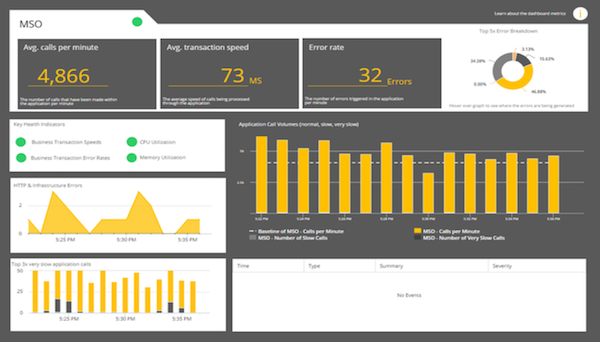 MSO
Learn about the dashboard metrics
i
Avg. calls per minute
4,866
The number of calls that have been made within
the application per minute
Avg. transaction speed
73 MS
The average speed of calls being processed
through the application
Error rate
32 Errors
The number of errors triggered in the application
per minute
Top 5x Error Breakdown
3.13%
15.63%
46.88%
0.00%
34.38%
Hover over graph to see where the errors are being generated
Key Health Indicators
Business Transaction Speeds
CPU Utilization
Business Transaction Error Rates
Memory Utilization
HTTP & Infrastructure Errors
2
0
5:25 PM
5:30 PM
5:35 PM
Top 3x very slow application calls
50
25
0
5:25 PM
5:30 PM
5:35 PM
Application Call Volumes (normal, slow, very slow)
5k
2.5k
Baseline of MSO - Calls per Minute
MSO - Calls per Minute
MSO - Number of Slow Calls
MSO - Number of Very Slow Calls
Time
Type
Summary
Severity
No Events